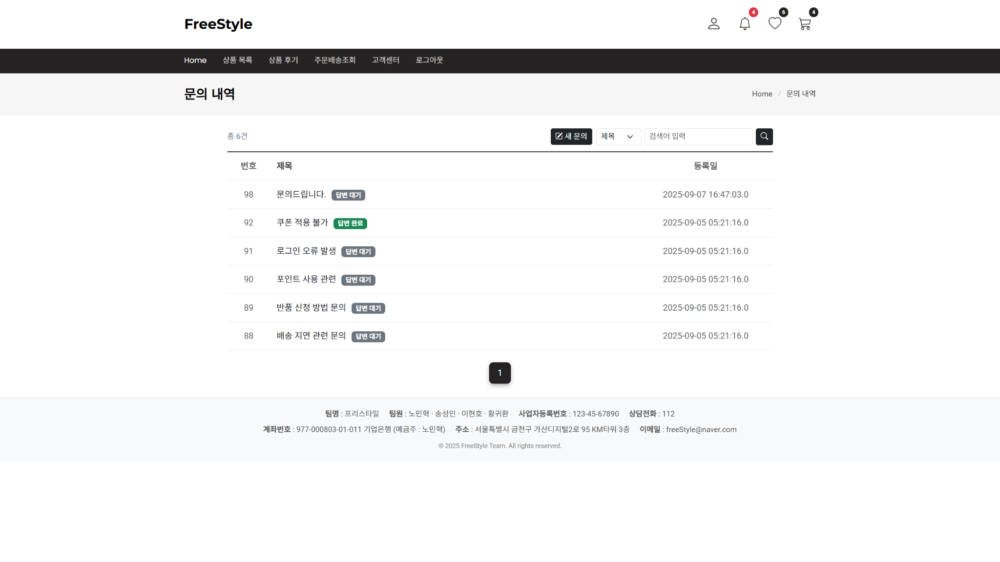 FreeStyle
4
6
4
Home 상품 목록 상품 후기 주문배송조회 고객센터 로그아웃
문의 내역
Home / 문의 내역
총 6건
새 문의 제목 검색어 입력
번호 제목 등록일
98 문의드립니다. 답변 대기 2025-09-07 16:47:03.0
92 쿠폰 적용 불가 답변 완료 2025-09-05 05:21:16.0
91 로그인 오류 발생 답변 대기 2025-09-05 05:21:16.0
90 포인트 사용 관련 답변 대기 2025-09-05 05:21:16.0
89 반품 신청 방법 문의 답변 대기 2025-09-05 05:21:16.0
88 배송 지연 관련 문의 답변 대기 2025-09-05 05:21:16.0
1
팀명 : 프리스타일 팀원 : 노민혁 · 송성인 · 이현호 · 황귀환 사업자등록번호 : 123-45-67890 상담전화 : 112
계좌번호 : 977-000803-01-011 기업은행 (예금주 : 노민혁) 주소 : 서울특별시 금천구 가산디지털2로 95 KM타워 3층 이메일 : freeStyle@naver.com
© 2025 FreeStyle Team. All rights reserved.